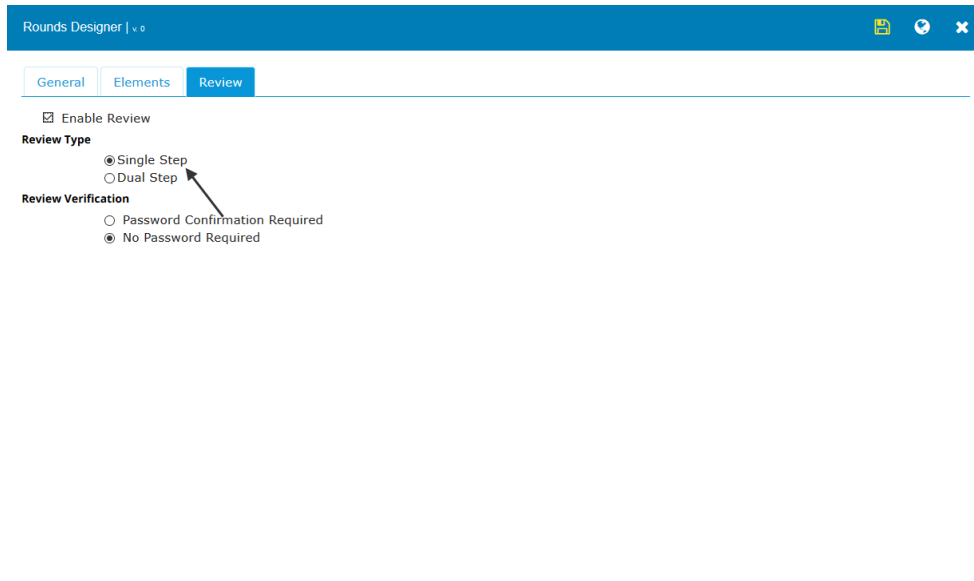 Rounds Designer | v. 0
General Elements Review
Enable Review
Review Type
Single Step
Dual Step
Review Verification
Password Confirmation Required
No Password Required